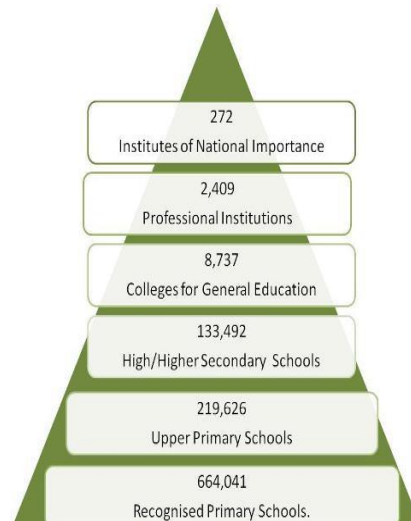 272
Institutes of National Importance
2,409
Professional Institutions
8,737
Colleges for General Education
133,492
High/Higher Secondary Schools
219,626
Upper Primary Schools
664,041
Recognised Primary Schools.